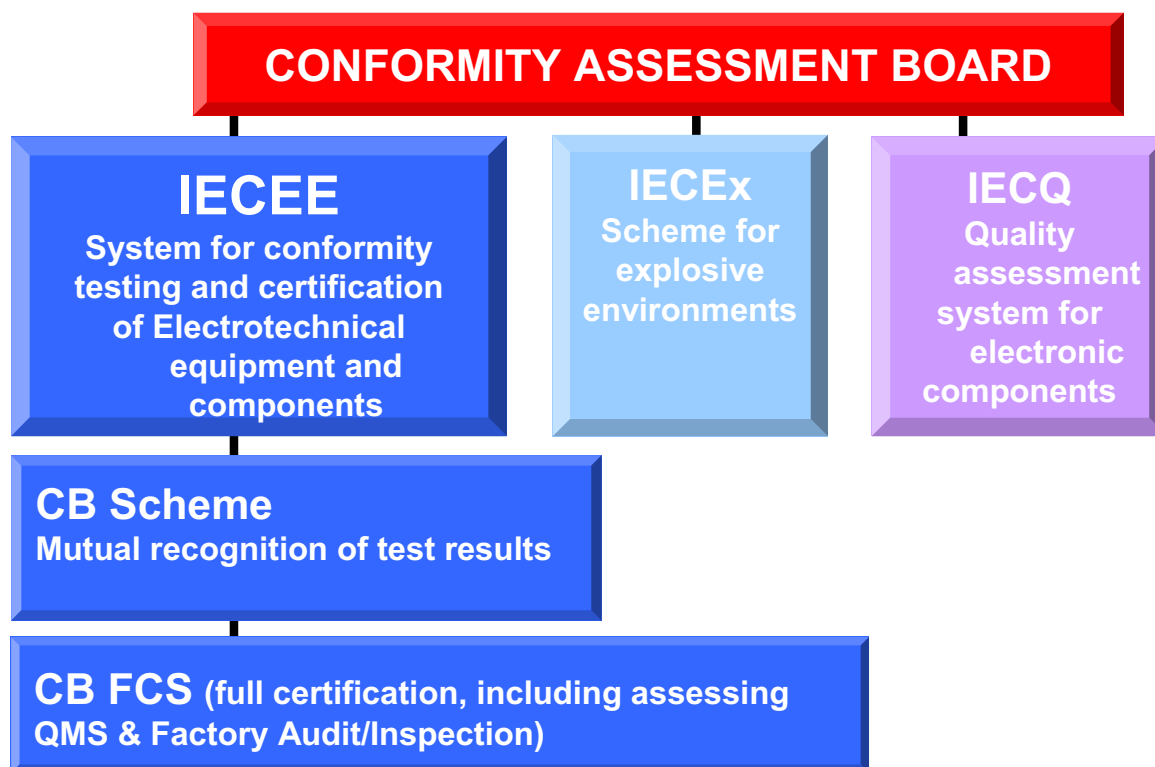 CONFORMITY ASSESSMENT BOARD
IECEE
System for conformity
testing and certification
of Electrotechnical
equipment and
components
IECEx
Scheme for
explosive
environments
IECQ
Quality
assessment
system for
electronic
components
CB Scheme
Mutual recognition of test results
CB FCS (full certification, including assessing
QMS & Factory Audit/Inspection)